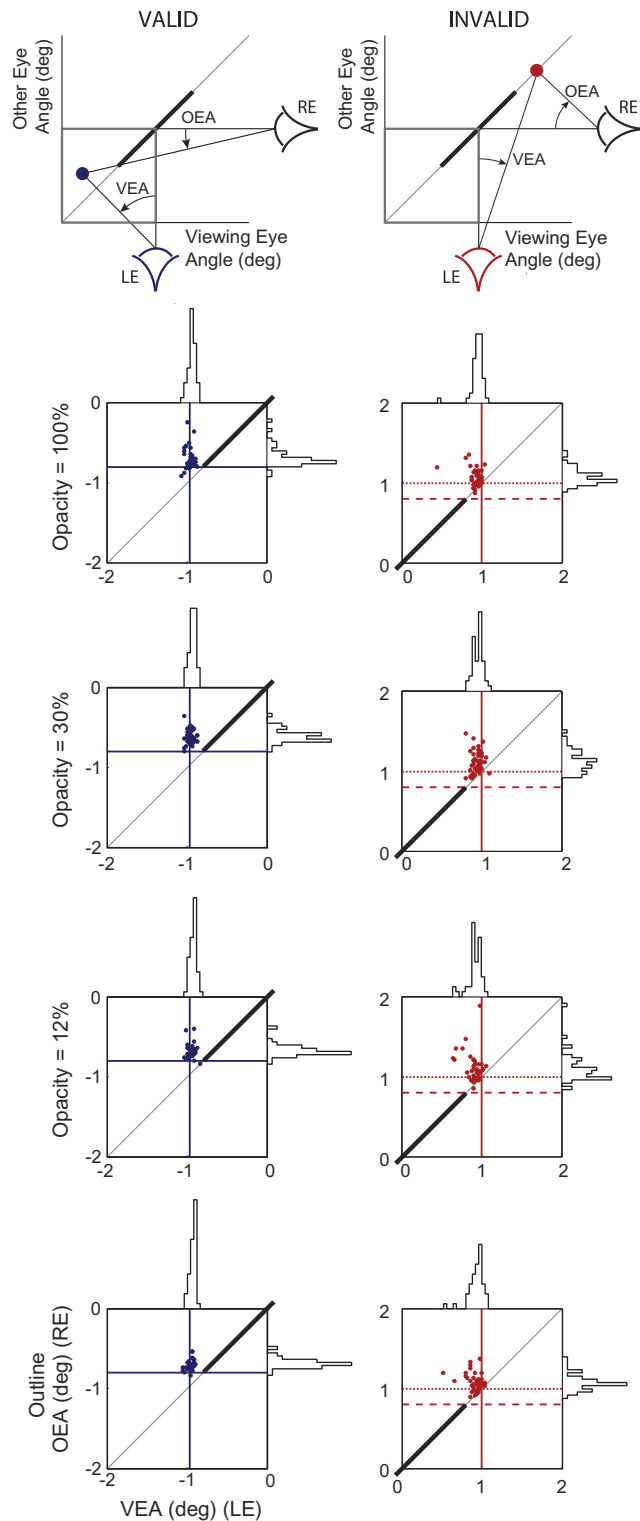 VALID
INVALID
Other Eye
Angle (deg)
OEA
RE
VEA
LE
Viewing Eye
Angle (deg)
OEA
RE
VEA
LE
Viewing Eye
Angle (deg)
Opacity = 100%
0
-1
-2
-2
-1
0
2
1
0
0
1
2
Opacity = 30%
0
-1
-2
-2
-1
0
2
1
0
0
1
2
Opacity = 12%
0
-1
-2
-2
-1
0
2
1
0
0
1
2
Outline
OEA (deg) (RE)
0
-1
-2
-2
-1
0
VEA (deg) (LE)
2
1
0
0
1
2